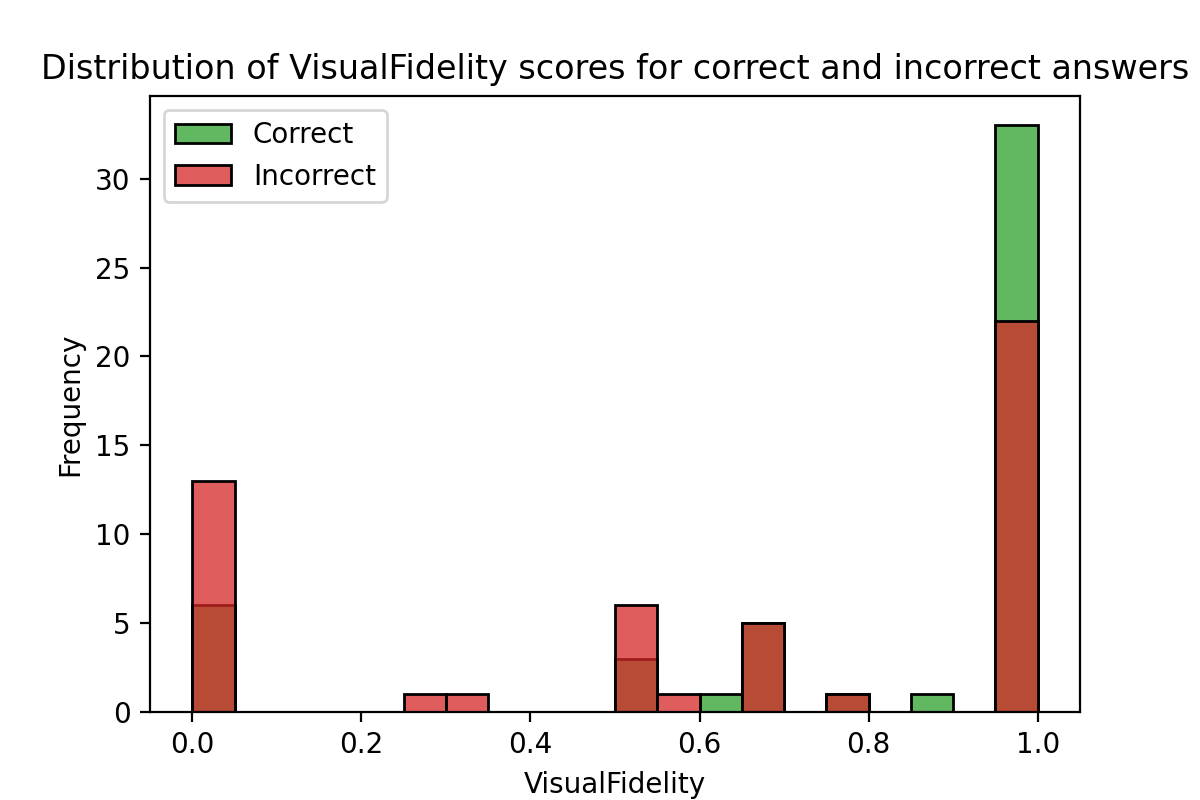 Distribution of VisualFidelity scores for correct and incorrect answers
Correct
Incorrect
Frequency
30
25
20
15
10
5
0
0.0 0.2 0.4 0.6 0.8 1.0
VisualFidelity